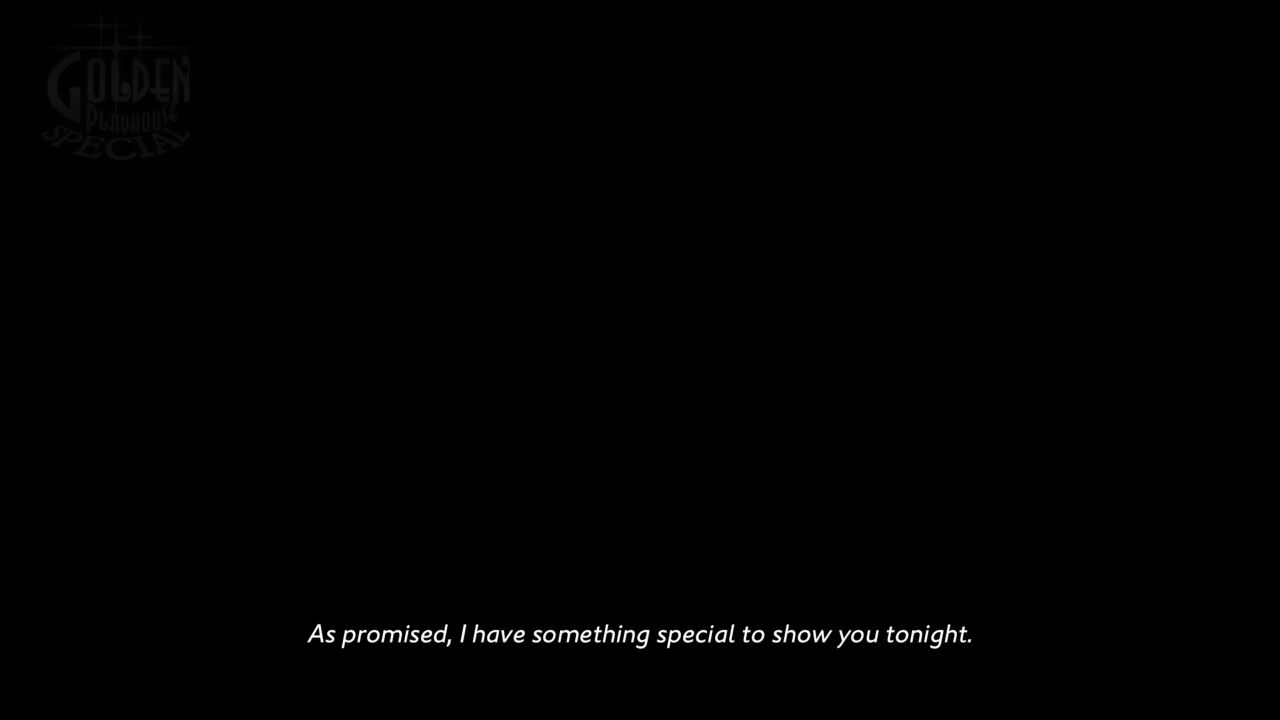 GOLDEN
PLAYHOUSE
SPECIAL
As promised, I have something special to show you tonight.